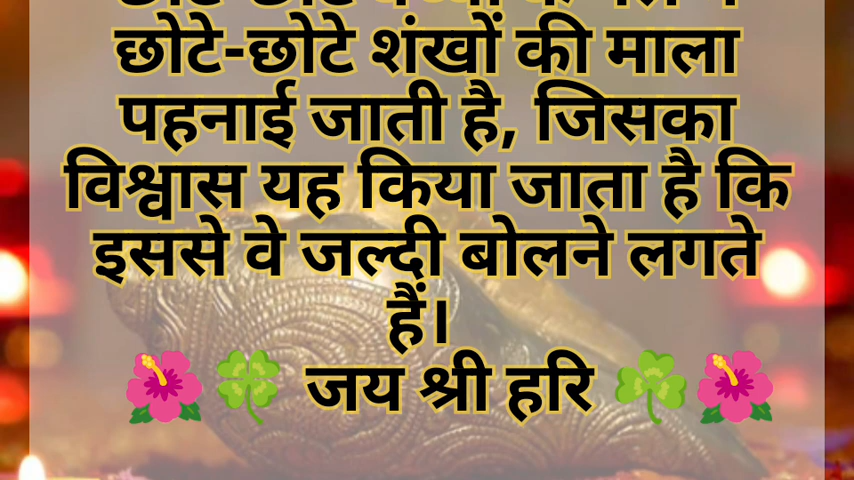 छोटे-छोटे शंखों की माला
पहनाई जाती है, जिसका
विश्वास यह किया जाता है कि
इससे वे जल्दी बोलने लगते
हैं।
जय श्री हरि